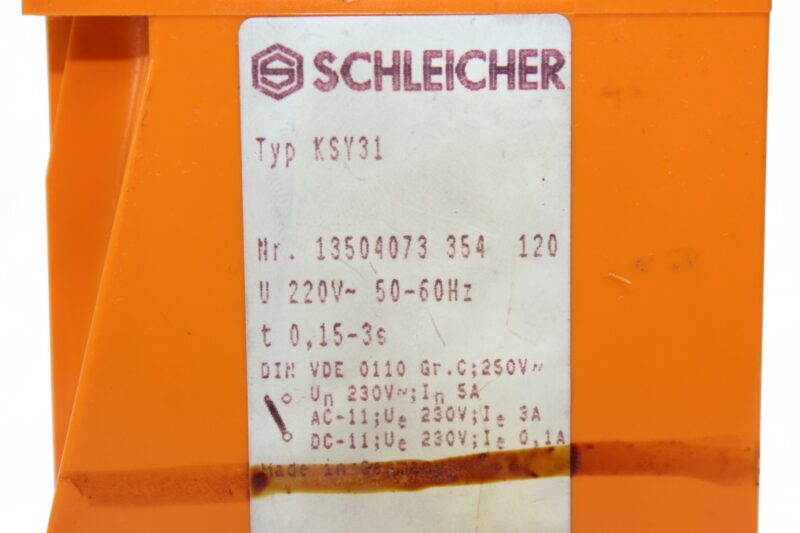 SCHLEICHER
Typ KSY31
Nr. 13504073 354 120
U 220V~ 50-60Hz
t 0,15-3s
DIN VDE 0110 Gr.C;250V~
Un 230V~;In 5A
AC-11;Ue 230V;Ie 3A
DC-11;Ue 230V;Ie 0,1A
Made in Germany